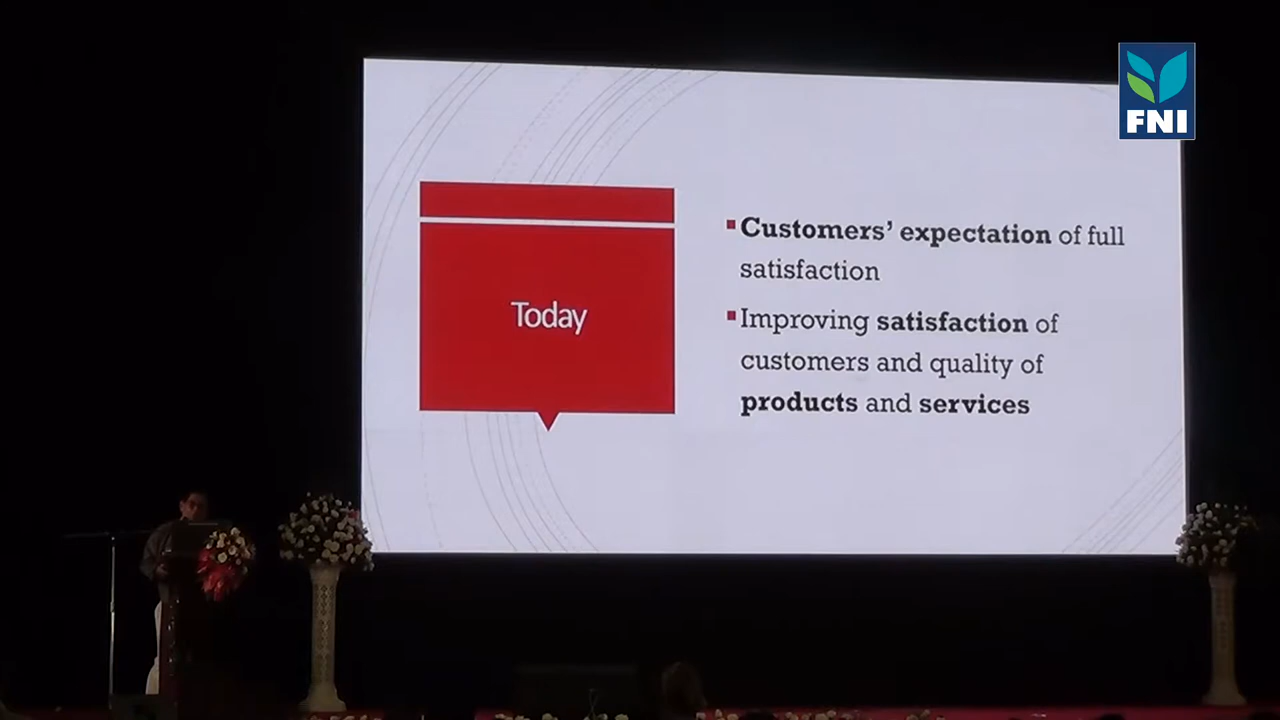 FNI
Today
▪Customers’ expectation of full
satisfaction
▪Improving satisfaction of
customers and quality of
products and services